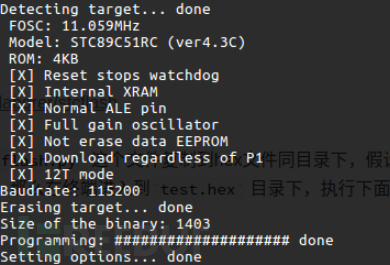 Detecting target... done
FOSC: 11.059MHz
Model: STC89C51RC (ver4.3C)
ROM: 4KB
[X] Reset stops watchdog
[X] Internal XRAM
[X] Normal ALE pin
[X] Full gain oscillator
[X] Not erase data EEPROM
[X] Download regardless of P1
[X] 12T mode
Baudrate: 115200
Erasing target... done
Size of the binary: 1403
Programming: #################### done
Setting options... done